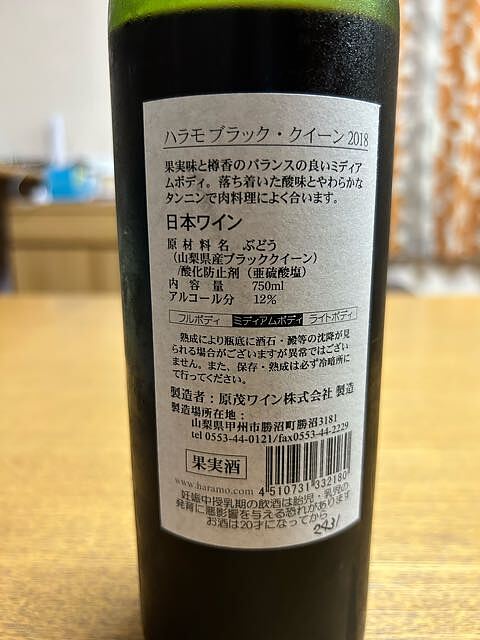 ハラモ ブラック・クイーン 2018
果実味と樽香のバランスの良いミディア
ムボディ。落ち着いた酸味とやわらかな
タンニンで肉料理によく合います。
日本ワイン
原材料名 ぶどう
（山梨県産ブラッククイーン）
/酸化防止剤（亜硫酸塩）
内容量 750ml
アルコール分 12%
フルボディ ミディアムボディ ライトボディ
熟成により瓶底に酒石・澱等の沈降が見
られる場合がございますが異常ではござい
ません。また、保存・熟成は必ず冷暗所に
て行ってください。
製造者：原茂ワイン株式会社 製造
製造場所在地：
山梨県甲州市勝沼町勝沼3181
tel 0553-44-0121/fax0553-44-2229
果実酒
www.haramo.com
4 510731 332180
妊娠中授乳期の飲酒は胎児・乳児の
発育に悪影響を与える恐れがあります
お酒は20才になってから
2431